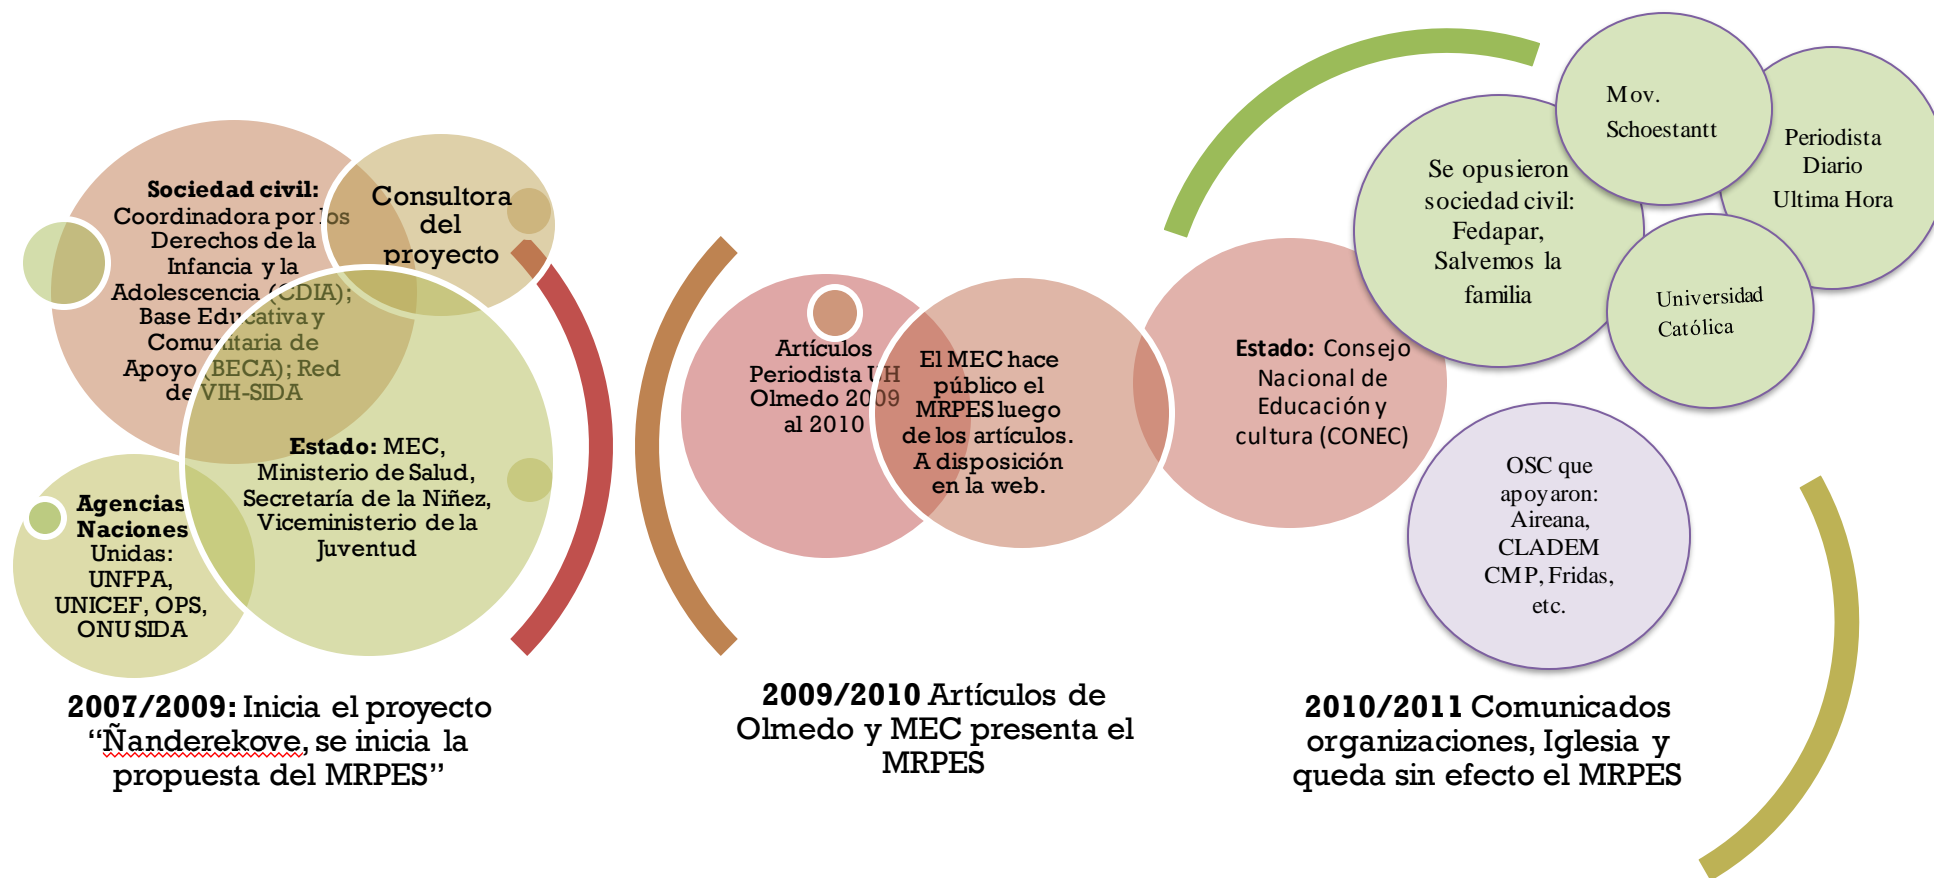 Sociedad civil:
Coordinadora por los
Derechos de la
Infancia y la
Adolescencia (CDIA);
Base Educativa y
Comunitaria de
Apoyo (BECA); Red
de VIH-SIDA
Consultora
del
proyecto
Estado: MEC,
Ministerio de Salud,
Secretaría de la Niñez,
Viceministerio de la
Juventud
Agencias
Naciones
Unidas:
UNFPA,
UNICEF, OPS,
ONUSIDA
2007/2009: Inicia el proyecto
“Ñanderekove, se inicia la
propuesta del MRPES”
Artículos
Periodista UH
Olmedo 2009
al 2010
El MEC hace
público el
MRPES luego
de los artículos.
A disposición
en la web.
2009/2010 Artículos de
Olmedo y MEC presenta el
MRPES
Estado: Consejo
Nacional de
Educación y
cultura (CONEC)
Se opusieron
sociedad civil:
Fedapar,
Salvemos la
familia
Mov.
Schoestantt
Periodista
Diario
Ultima Hora
Universidad
Católica
OSC que
apoyaron:
Aireana,
CLADEM
CMP, Fridas,
etc.
2010/2011 Comunicados
organizaciones, Iglesia y
queda sin efecto el MRPES